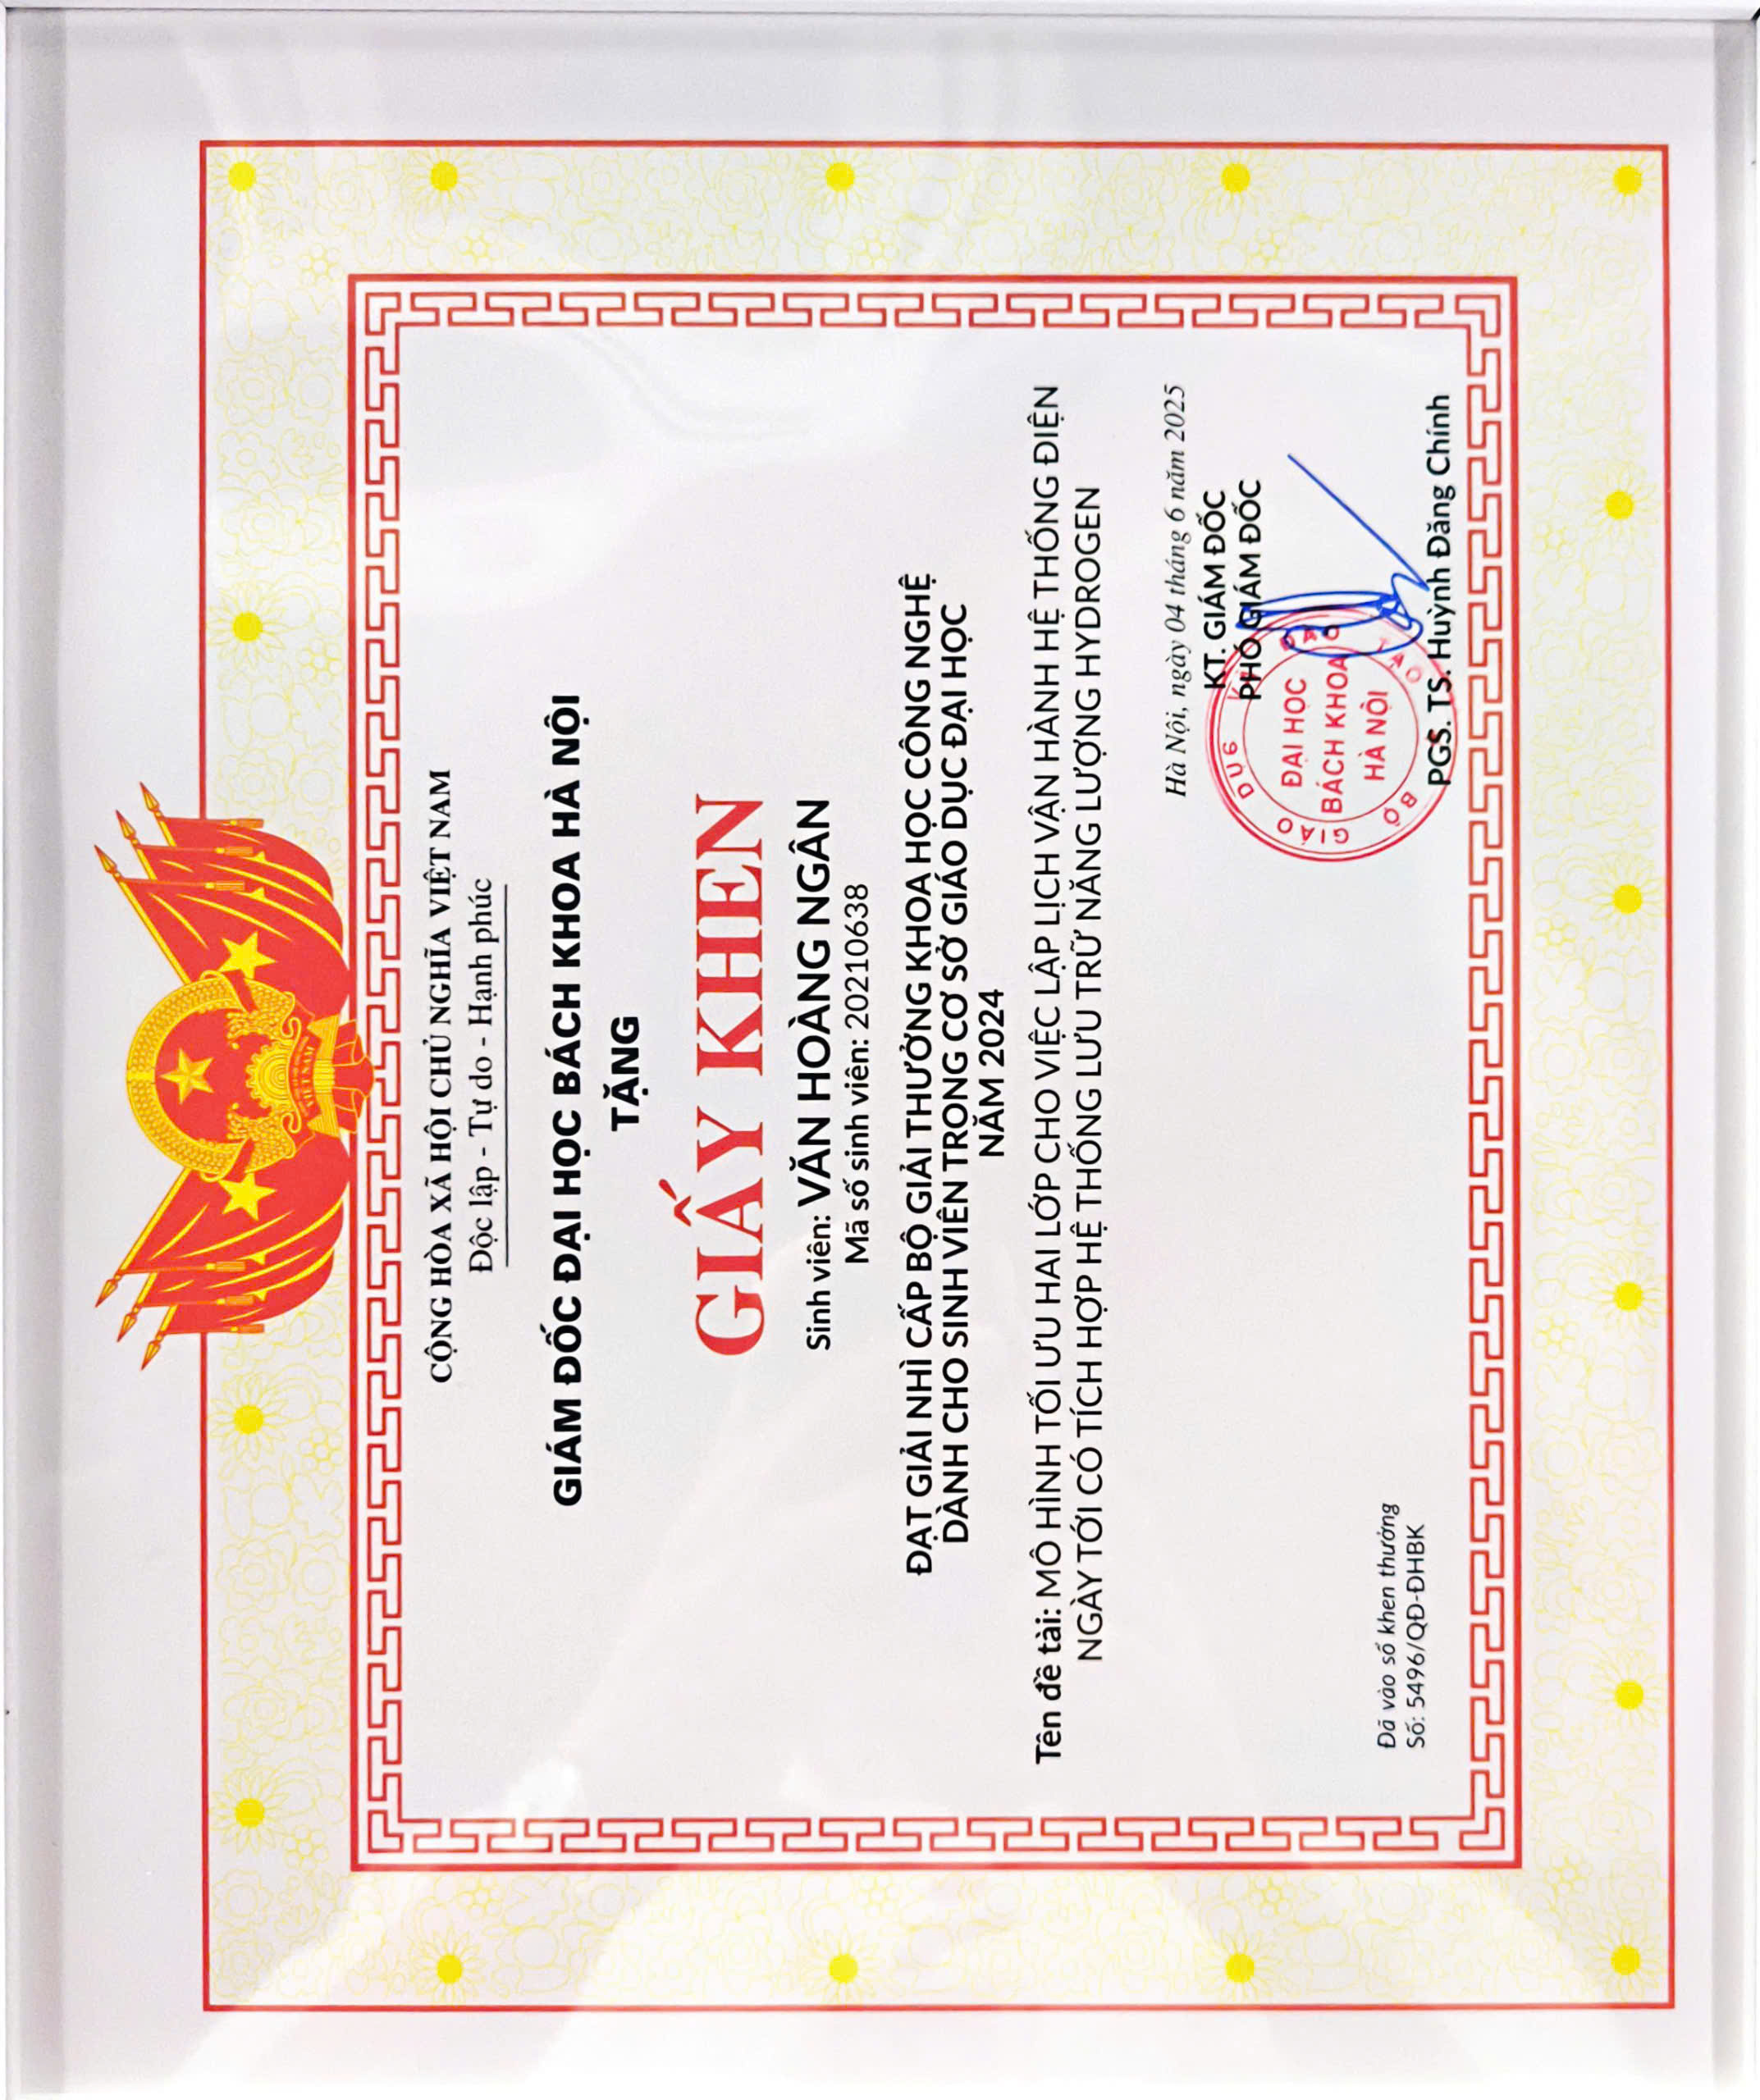 VIỆT NAM
CỘNG HÒA XÃ HỘI CHỦ NGHĨA VIỆT NAM
Độc lập - Tự do - Hạnh phúc
GIÁM ĐỐC ĐẠI HỌC BÁCH KHOA HÀ NỘI
TẶNG
GIẤY KHEN
Sinh viên: VĂN HOÀNG NGÂN
Mã số sinh viên: 20210638
ĐẠT GIẢI NHÌ CẤP BỘ GIẢI THƯỞNG KHOA HỌC CÔNG NGHỆ
DÀNH CHO SINH VIÊN TRONG CƠ SỞ GIÁO DỤC ĐẠI HỌC
NĂM 2024
Tên đề tài: MÔ HÌNH TỐI ƯU HAI LỚP CHO VIỆC LẬP LỊCH VẬN HÀNH HỆ THỐNG ĐIỆN
NGÀY TỚI CÓ TÍCH HỢP HỆ THỐNG LƯU TRỮ NĂNG LƯỢNG HYDROGEN
Hà Nội, ngày 04 tháng 6 năm 2025
KT. GIÁM ĐỐC
PHÓ GIÁM ĐỐC
BỘ GIÁO DỤC VÀ ĐÀO TẠO
ĐẠI HỌC
BÁCH KHOA
HÀ NỘI
PGS. TS. Huỳnh Đăng Chính
Đã vào sổ khen thưởng
Số: 5496/QĐ-ĐHBK